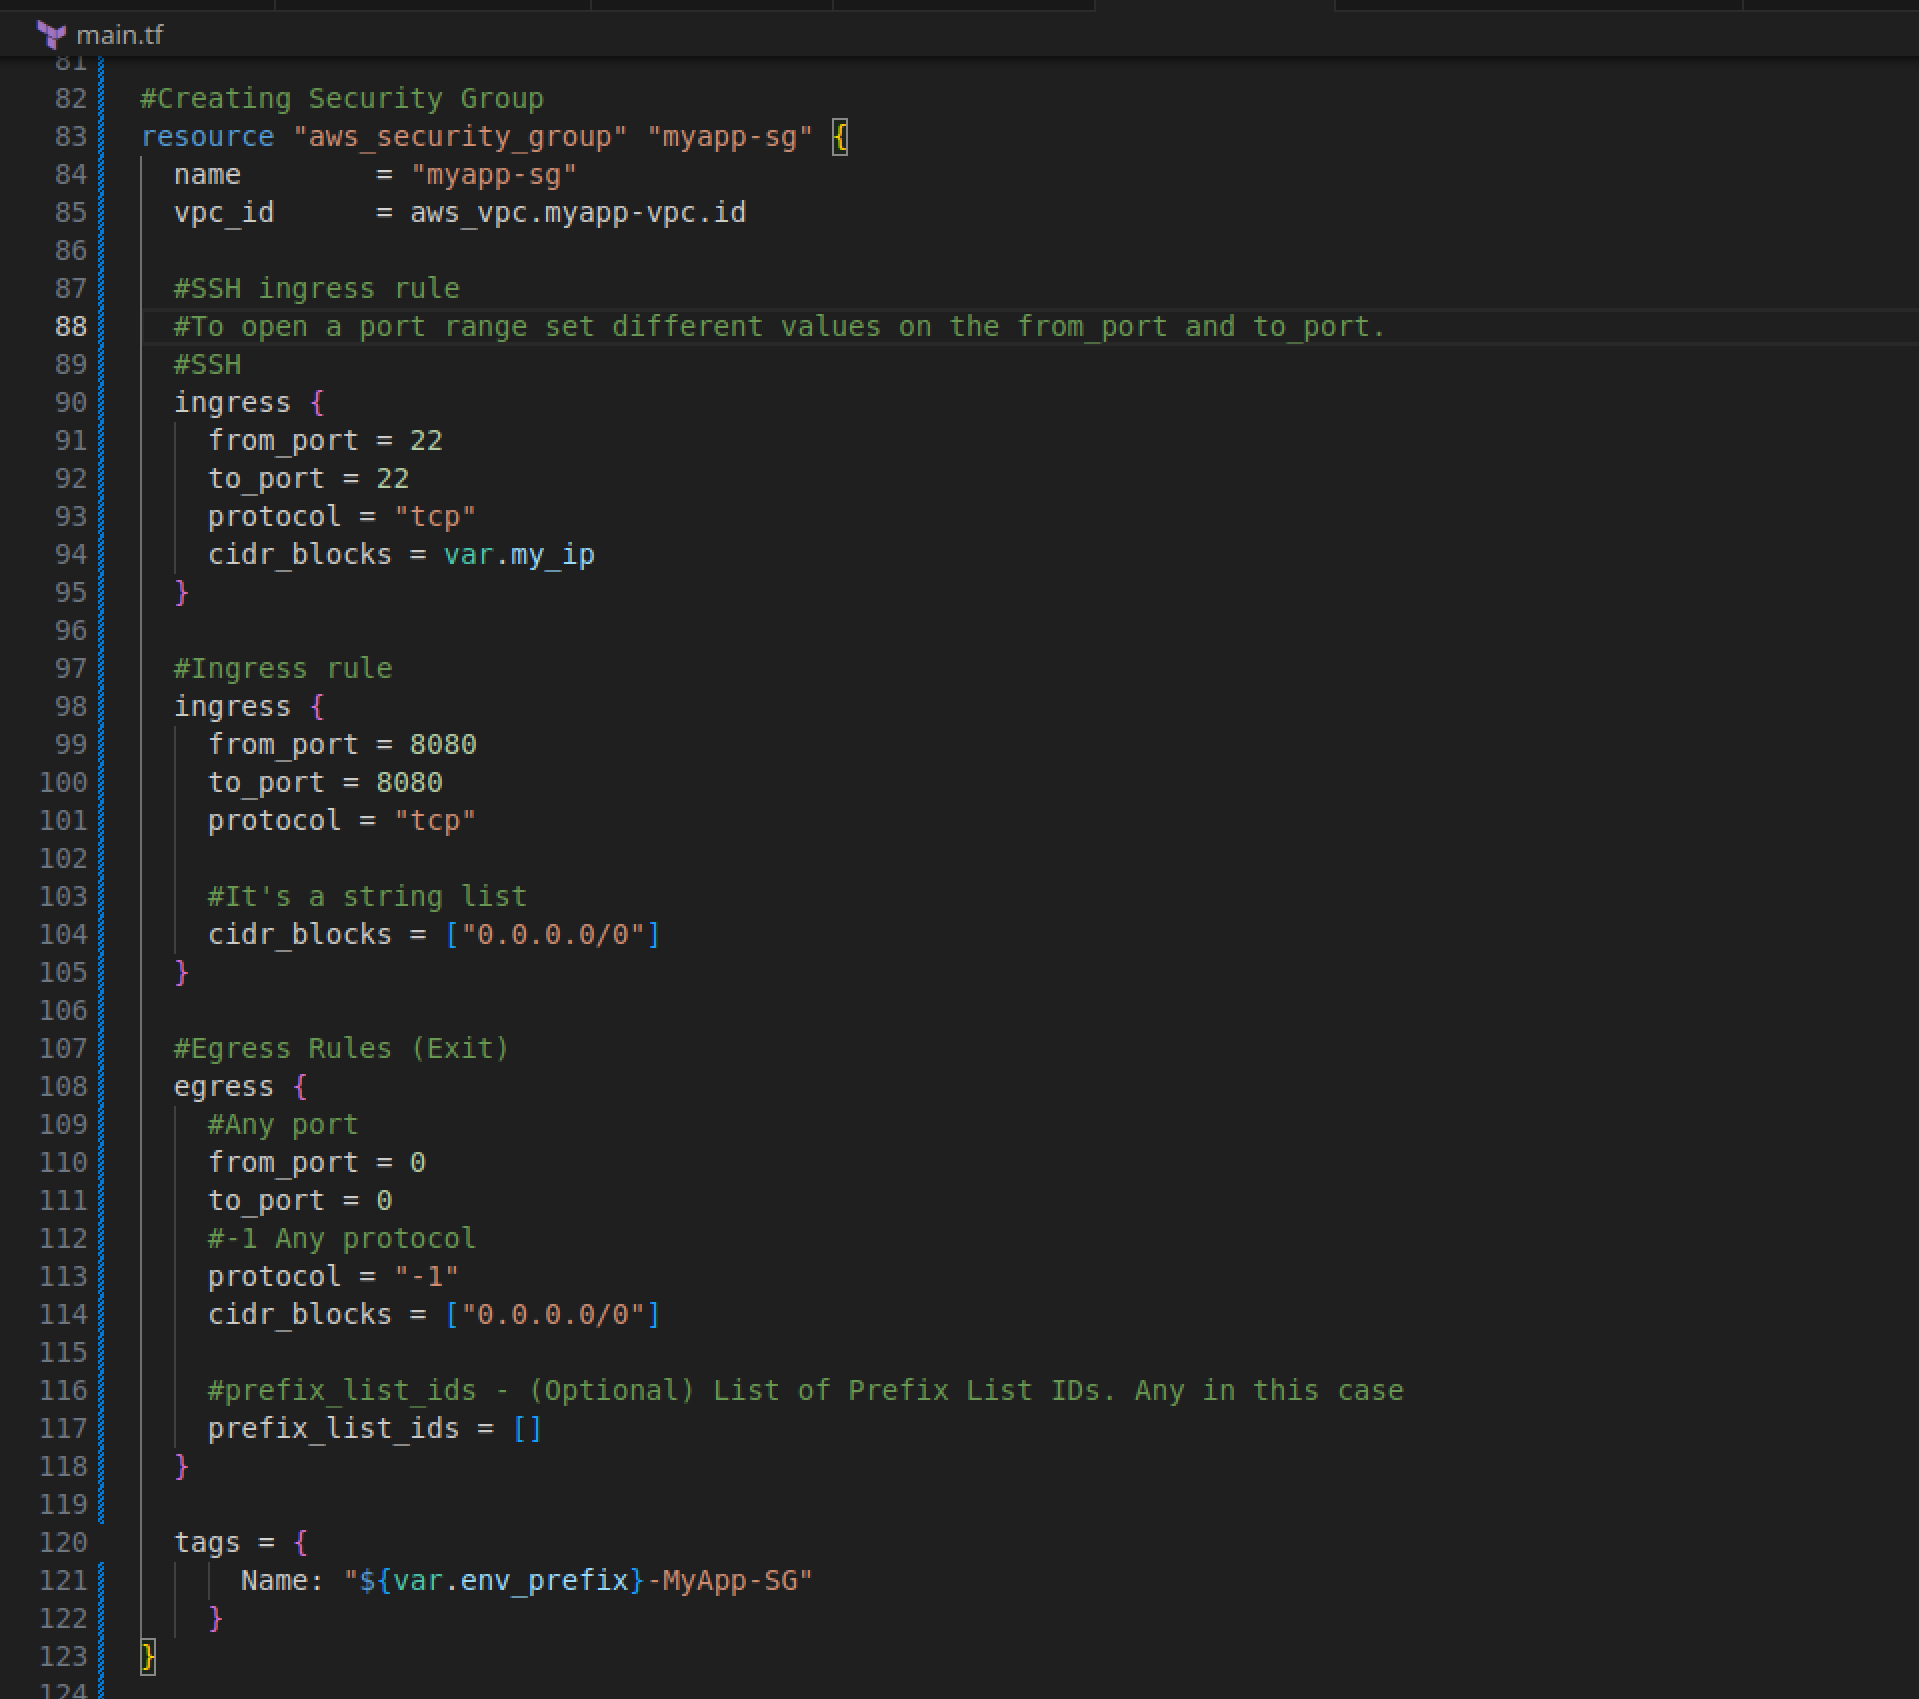 main.tf
81
82 #Creating Security Group
83 resource "aws_security_group" "myapp-sg" {
84   name        = "myapp-sg"
85   vpc_id      = aws_vpc.myapp-vpc.id
86
87   #SSH ingress rule
88   #To open a port range set different values on the from_port and to_port.
89   #SSH
90   ingress {
91     from_port = 22
92     to_port = 22
93     protocol = "tcp"
94     cidr_blocks = var.my_ip
95   }
96
97   #Ingress rule
98   ingress {
99     from_port = 8080
100     to_port = 8080
101     protocol = "tcp"
102
103     #It's a string list
104     cidr_blocks = ["0.0.0.0/0"]
105   }
106
107   #Egress Rules (Exit)
108   egress {
109     #Any port
110     from_port = 0
111     to_port = 0
112     #-1 Any protocol
113     protocol = "-1"
114     cidr_blocks = ["0.0.0.0/0"]
115
116     #prefix_list_ids - (Optional) List of Prefix List IDs. Any in this case
117     prefix_list_ids = []
118   }
119
120   tags = {
121       Name: "${var.env_prefix}-MyApp-SG"
122     }
123 }
124